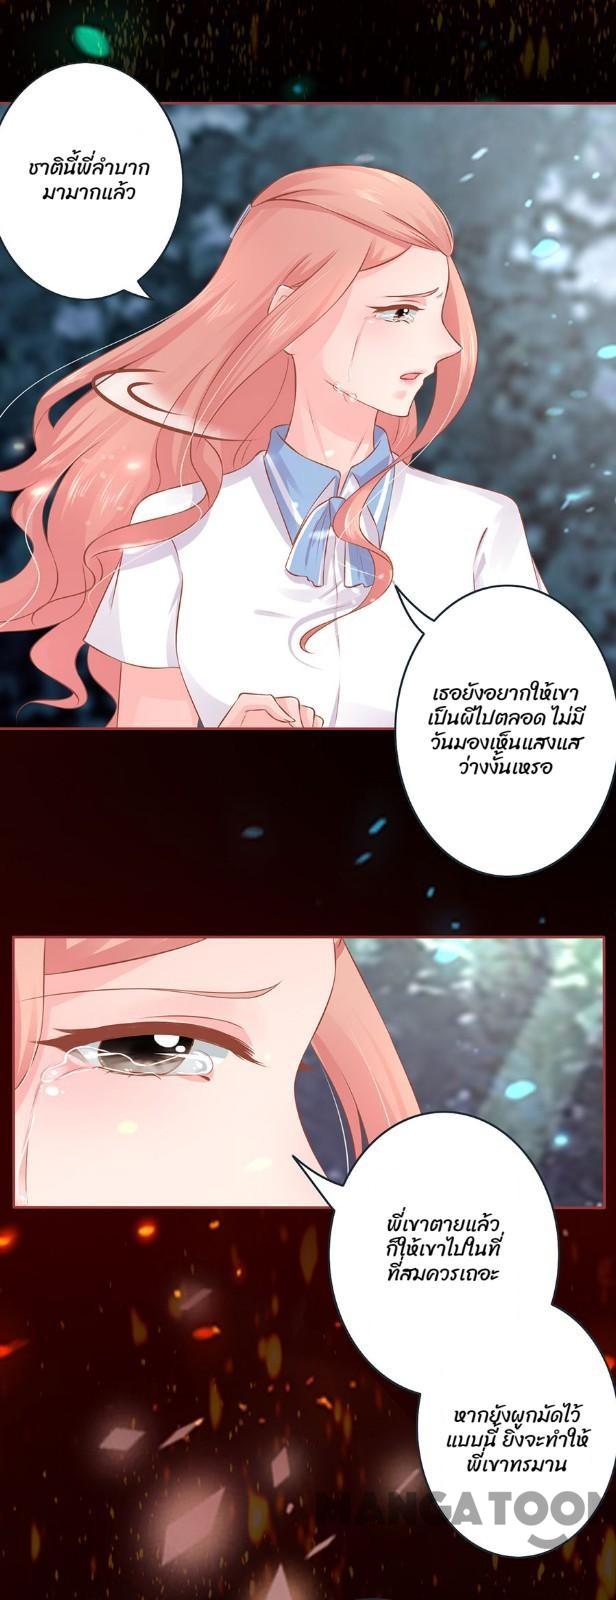 ชาตินี้พี่ลำบาก
มามากแล้ว
เธอยังอยากให้เขา
เป็นผีไปตลอด ไม่มี
วันมองเห็นแสงแส
ว่างงั้นเหรอ
พี่เขาตายแล้ว
ก็ให้เขาไปในที่
ที่สมควรเถอะ
หากยังผูกมัดไว้
แบบนี้ ยิ่งจะทำให้
พี่เขาทรมาน
MANGATOON